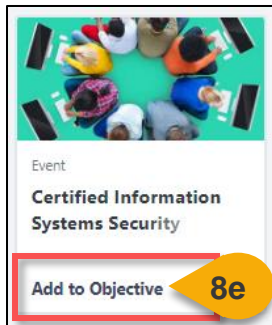 Event
Certified Information
Systems Security
Add to Objective
8e